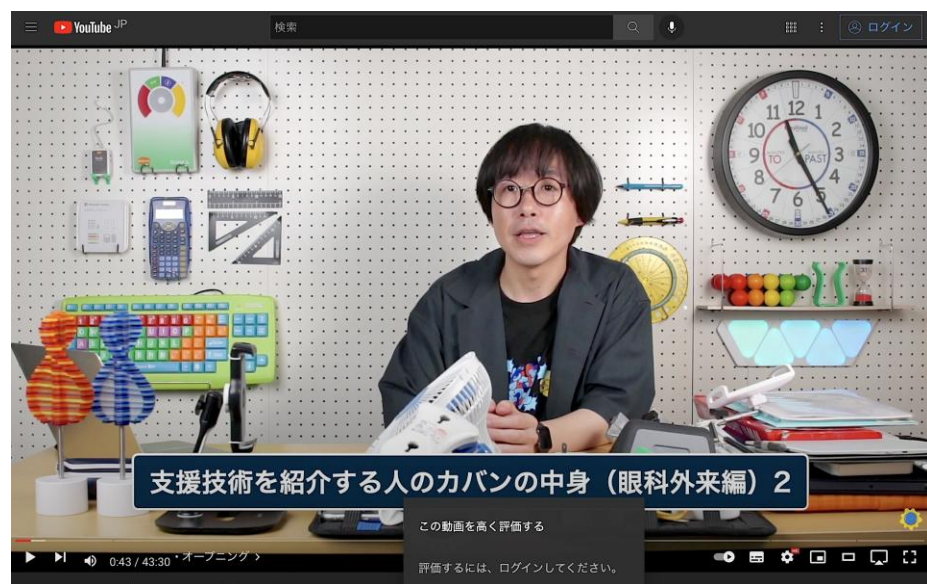 YouTube JP
検索
ログイン
11 12 1
10 2
9 TO PAST 3
8 4
7 6 5
支援技術を紹介する人のカバンの中身（眼科外来編）2
この動画を高く評価する
0:43 / 43:30・オープニング ›
評価するには、ログインしてください。